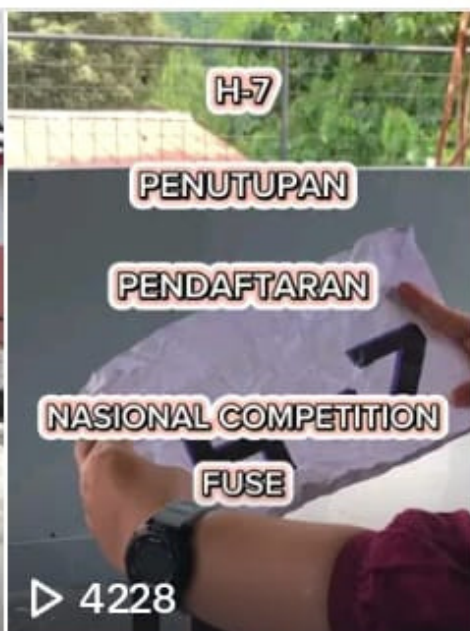 H-7
PENUTUPAN
PENDAFTARAN
NASIONAL COMPETITION
FUSE
4228